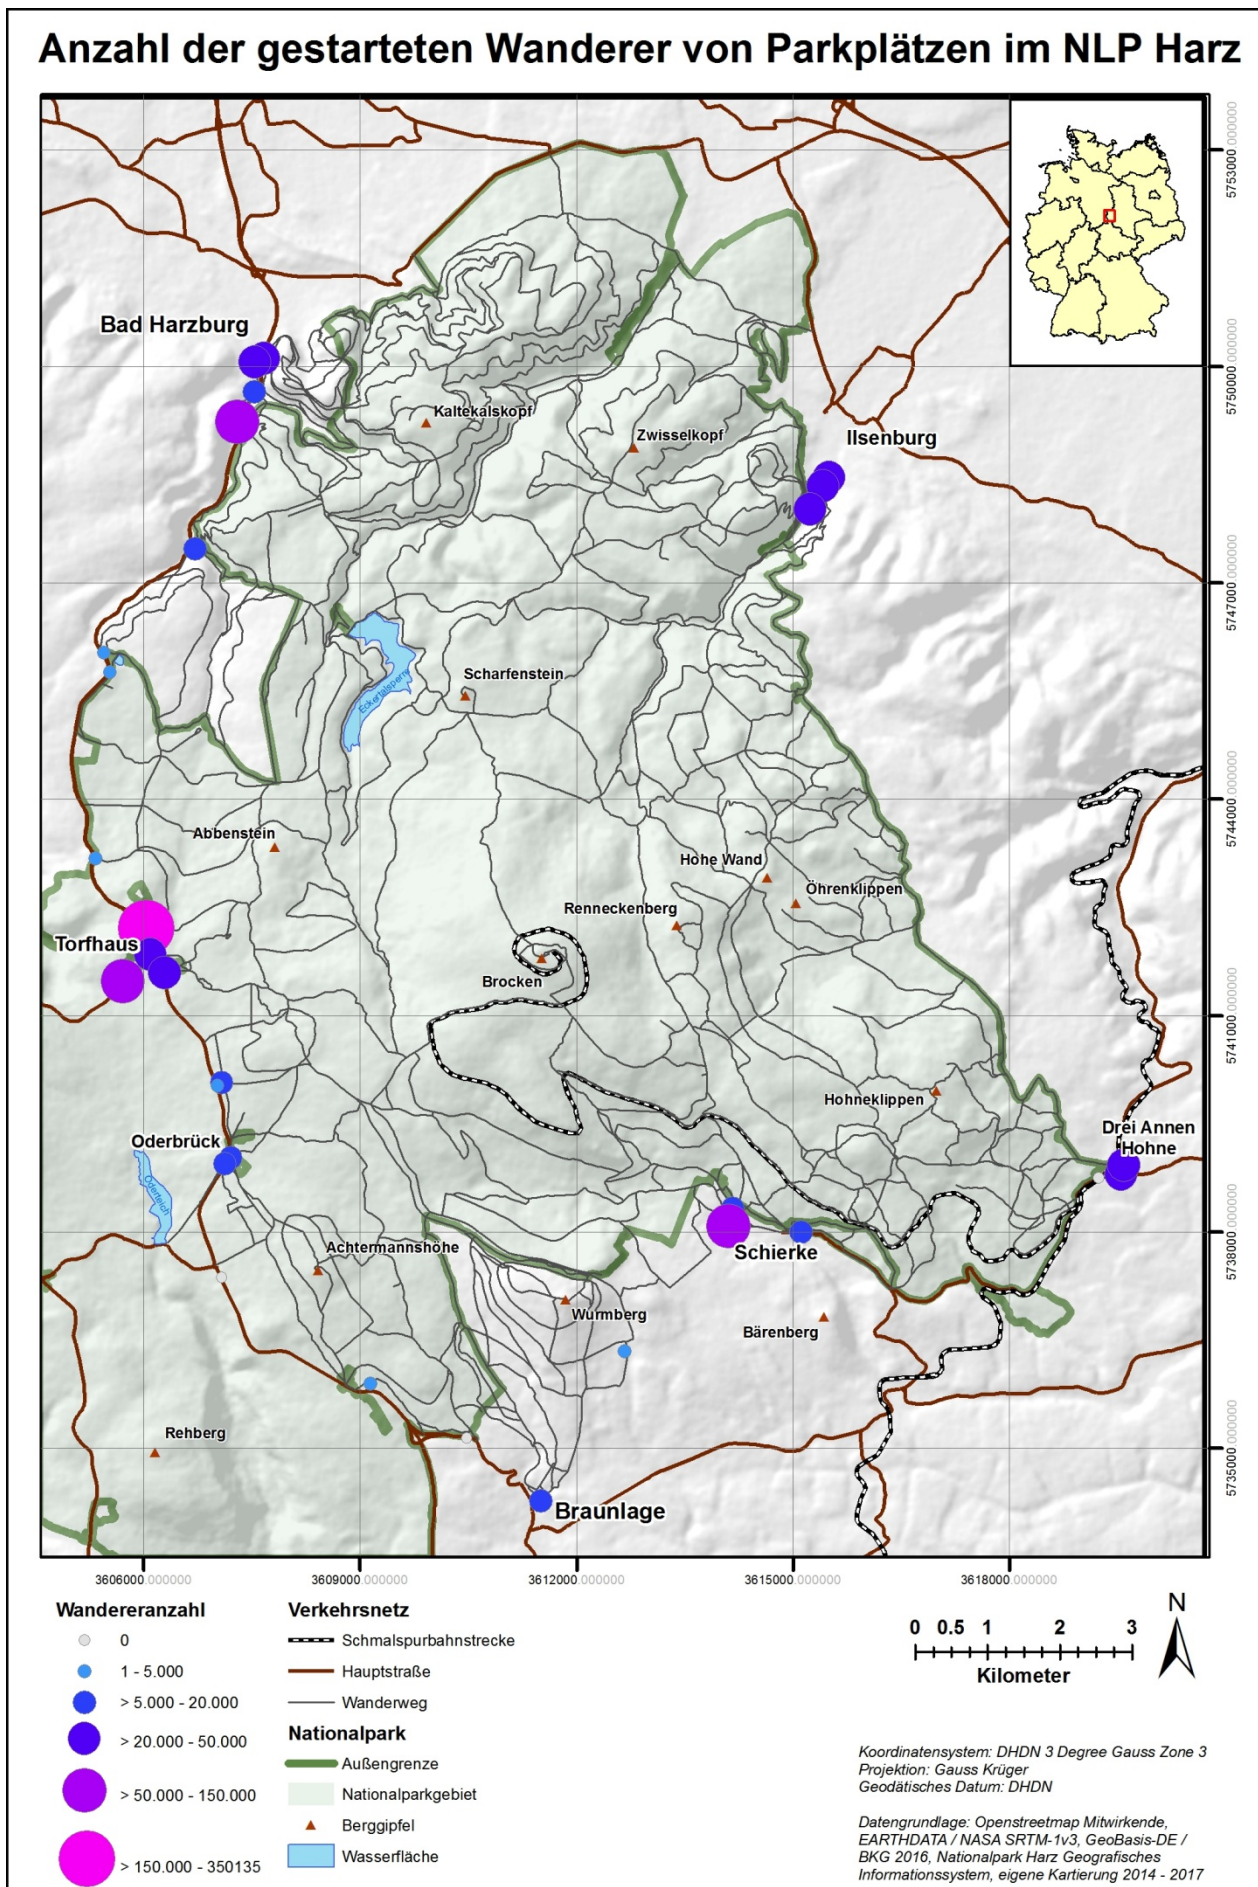 Anzahl der gestarteten Wanderer von Parkplätzen im NLP Harz
5753000.000000
Bad Harzburg
5750000.000000
Kaltekalskopf
Zwisselkopf
Ilsenburg
5747000.000000
Eckertalsperre
Scharfenstein
Abbenstein
5744000.000000
Hohe Wand
Öhrenklippen
Renneckenberg
Torfhaus
Brocken
5741000.000000
Hohneklippen
Oderbrück
Drei Annen
Hohne
Oderteich
5738000.000000
Achtermannshöhe
Schierke
Wurmberg
Bärenberg
Rehberg
5735000.000000
Braunlage
3606000.000000 3609000.000000 3612000.000000 3615000.000000 3618000.000000
Wandereranzahl
0
1 - 5.000
> 5.000 - 20.000
> 20.000 - 50.000
> 50.000 - 150.000
> 150.000 - 350135
Verkehrsnetz
Schmalspurbahnstrecke
Hauptstraße
Wanderweg
Nationalpark
Außengrenze
Nationalparkgebiet
Berggipfel
Wasserfläche
N
0 0.5 1 2 3
Kilometer
Koordinatensystem: DHDN 3 Degree Gauss Zone 3
Projektion: Gauss Krüger
Geodätisches Datum: DHDN
Datengrundlage: Openstreetmap Mitwirkende,
EARTHDATA / NASA SRTM-1v3, GeoBasis-DE /
BKG 2016, Nationalpark Harz Geografisches
Informationssystem, eigene Kartierung 2014 - 2017